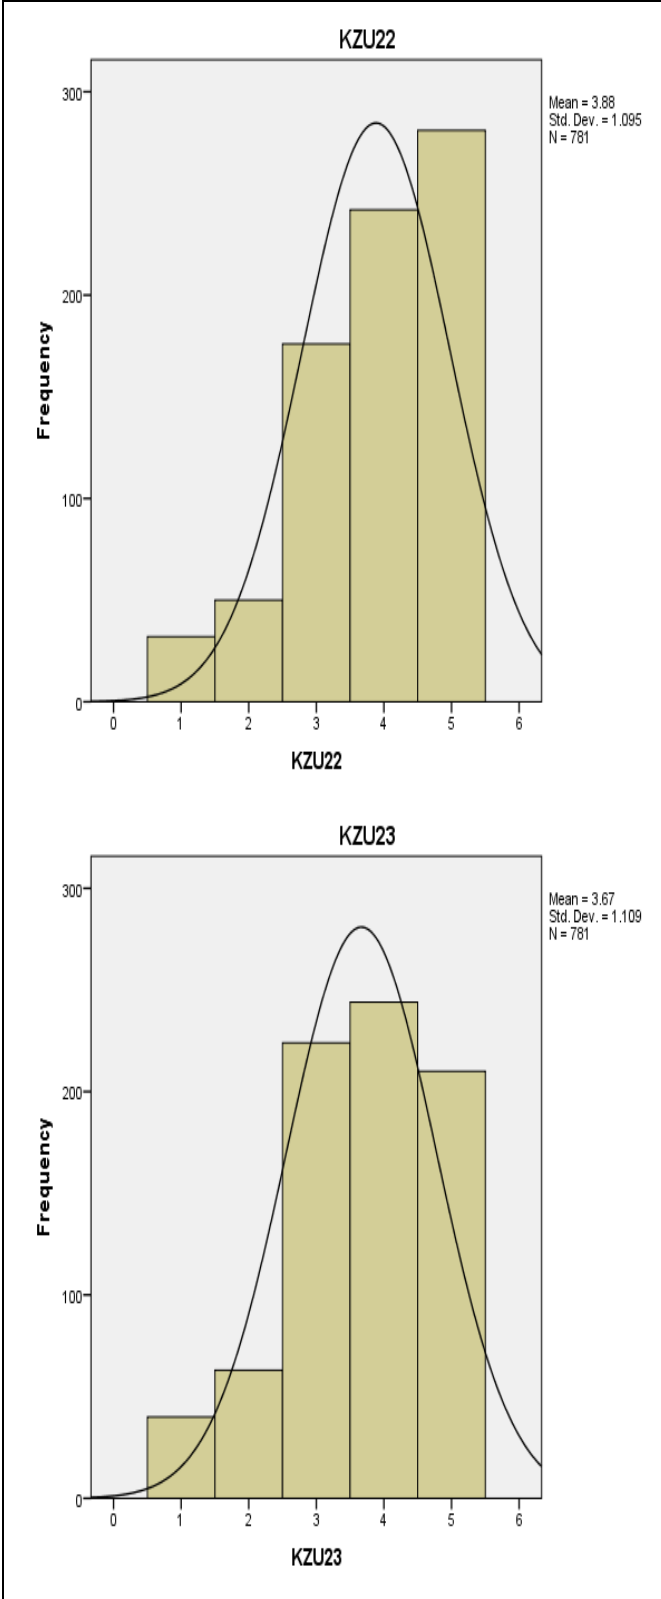 KZU22
Mean = 3.88
Std. Dev. = 1.095
N = 781
300
200
100
0
Frequency
0 1 2 3 4 5 6
KZU22
KZU23
Mean = 3.67
Std. Dev. = 1.109
N = 781
300
200
100
0
Frequency
0 1 2 3 4 5 6
KZU23